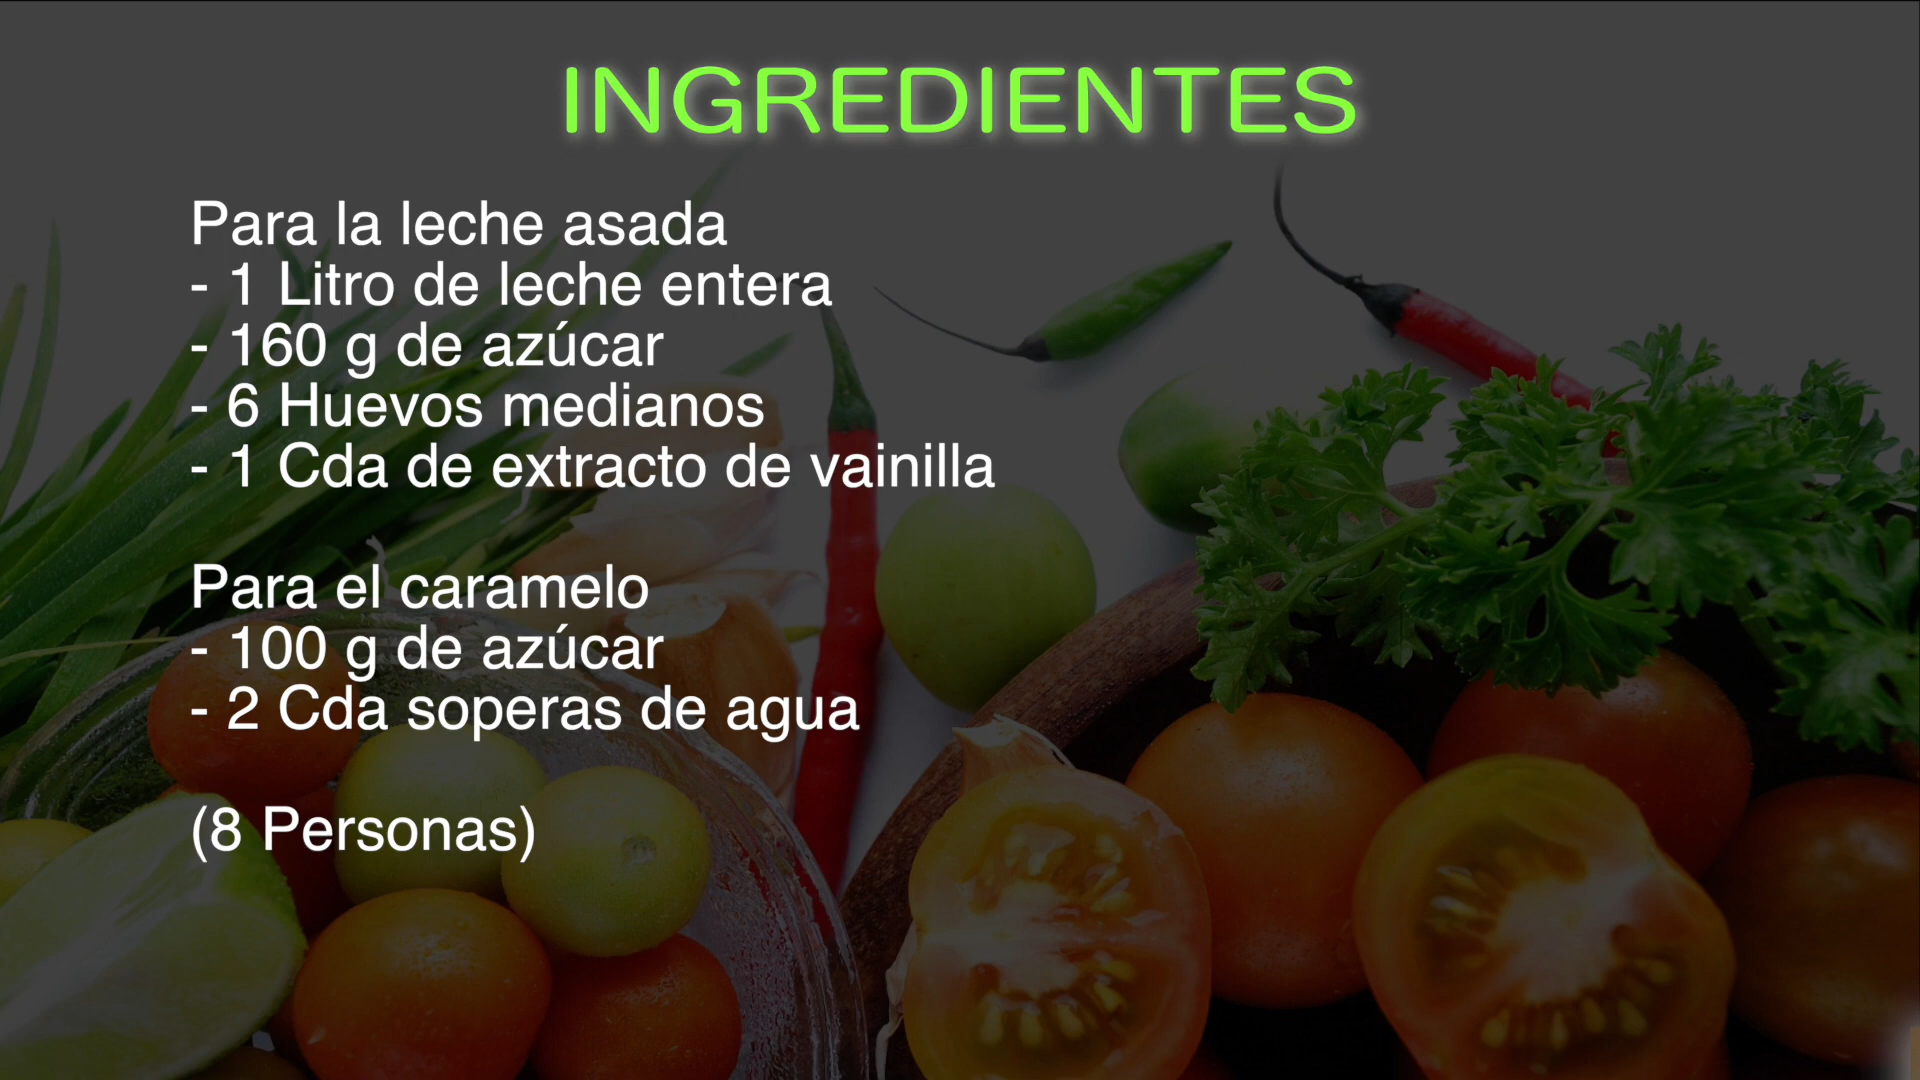 INGREDIENTES
Para la leche asada
- 1 Litro de leche entera
- 160 g de azúcar
- 6 Huevos medianos
- 1 Cda de extracto de vainilla
Para el caramelo
- 100 g de azúcar
- 2 Cda soperas de agua
(8 Personas)